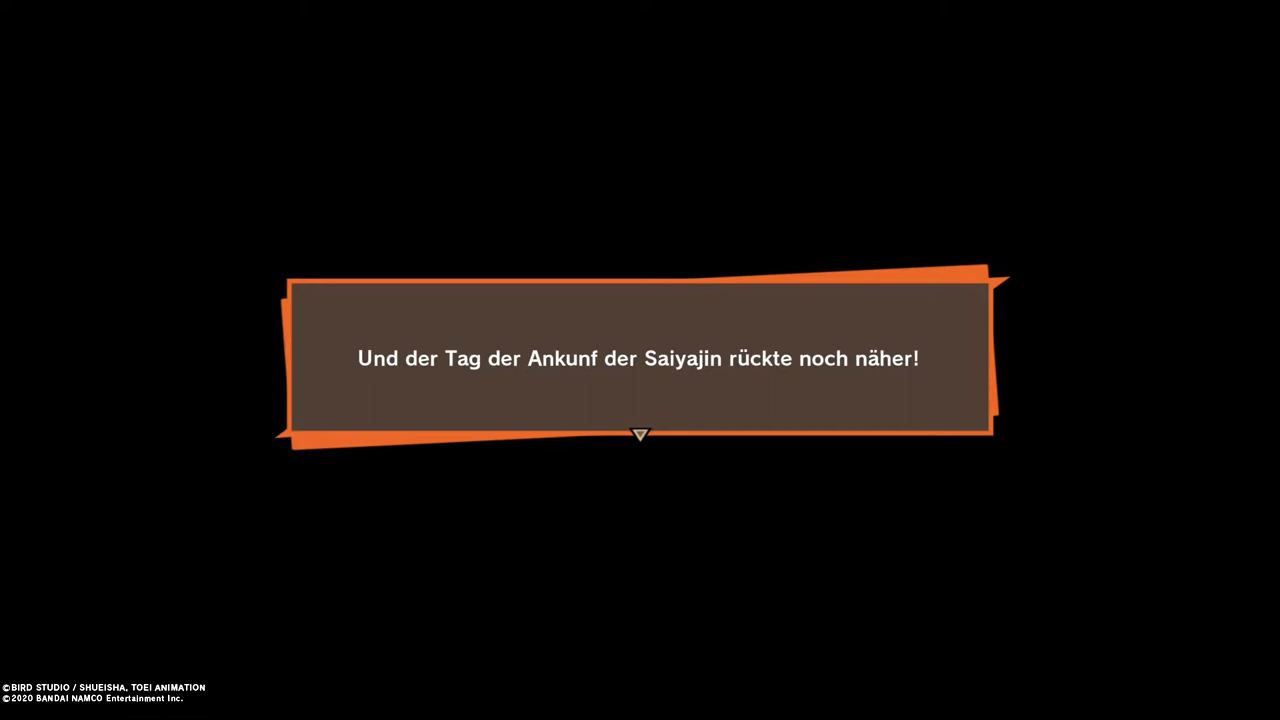 Und der Tag der Ankunf der Saiyajin rückte noch näher!
©BIRD STUDIO / SHUEISHA, TOEI ANIMATION
©2020 BANDAI NAMCO Entertainment Inc.